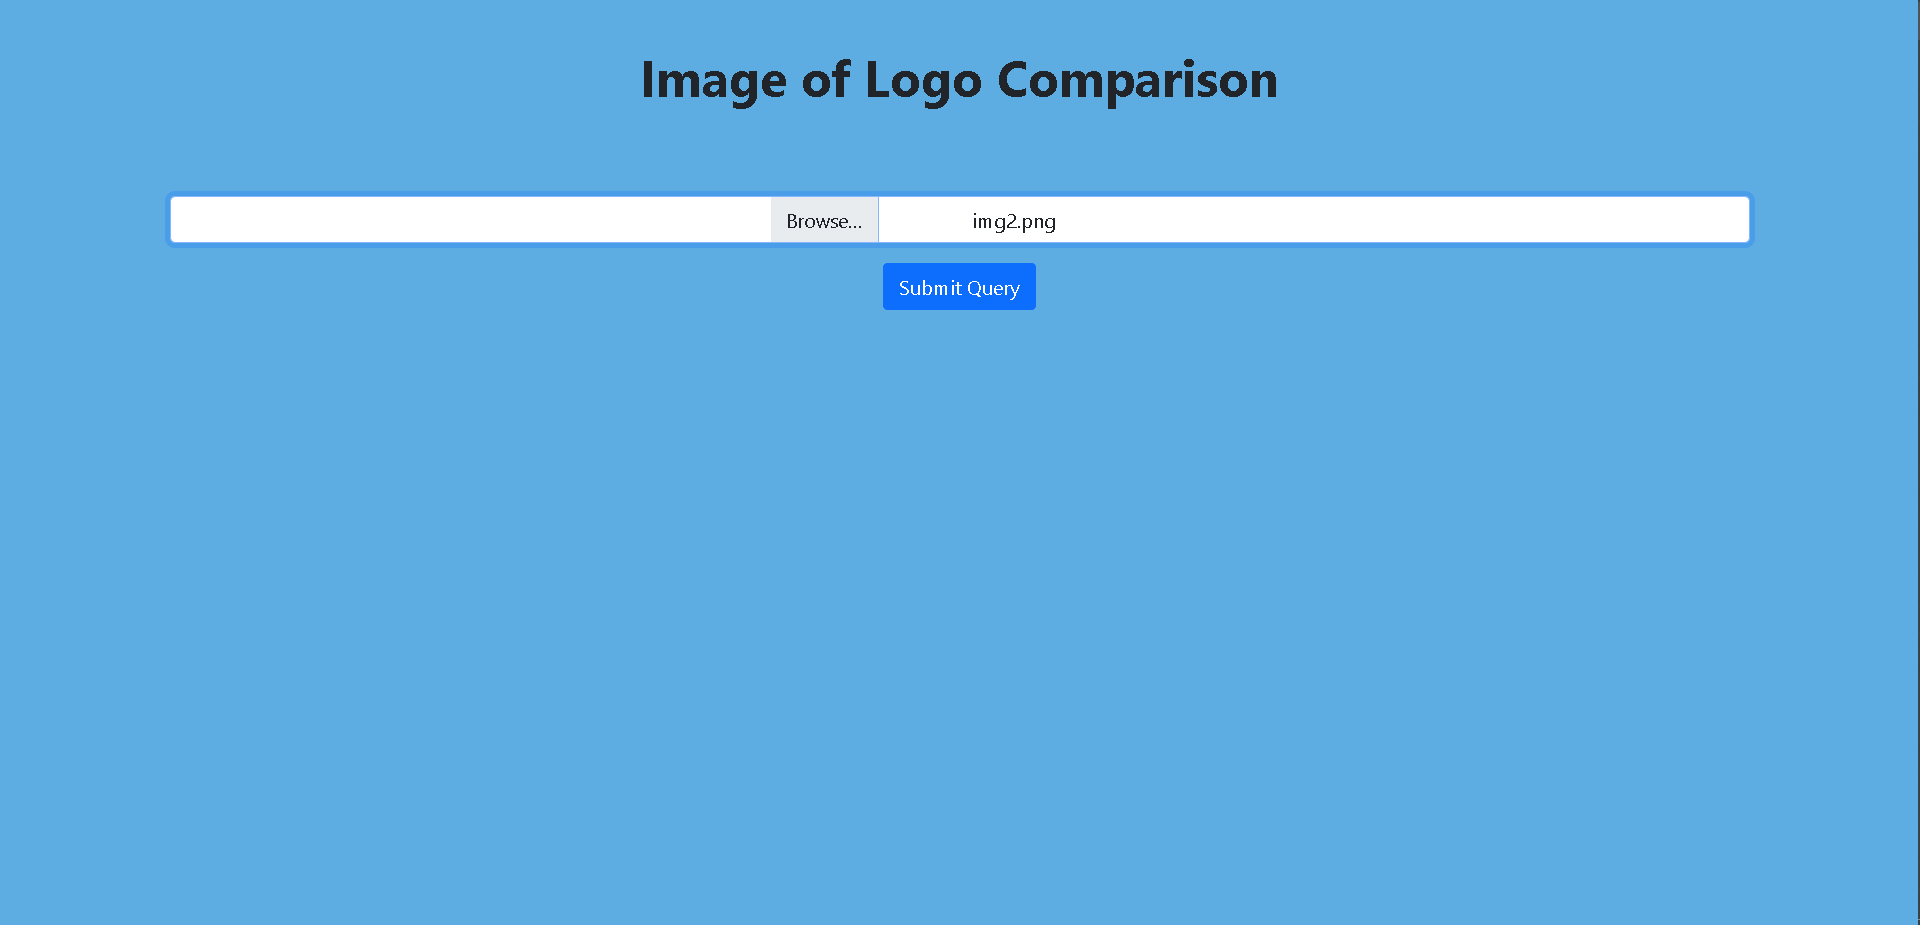 Image of Logo Comparison
Browse... img2.png
Submit Query